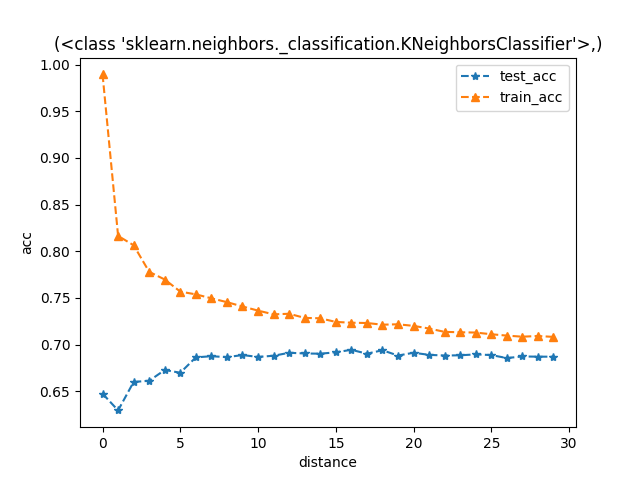 (<class 'sklearn.neighbors._classification.KNeighborsClassifier'>,)
test_acc
train_acc
1.00
0.95
0.90
0.85
0.80
0.75
0.70
0.65
acc
0 5 10 15 20 25 30
distance